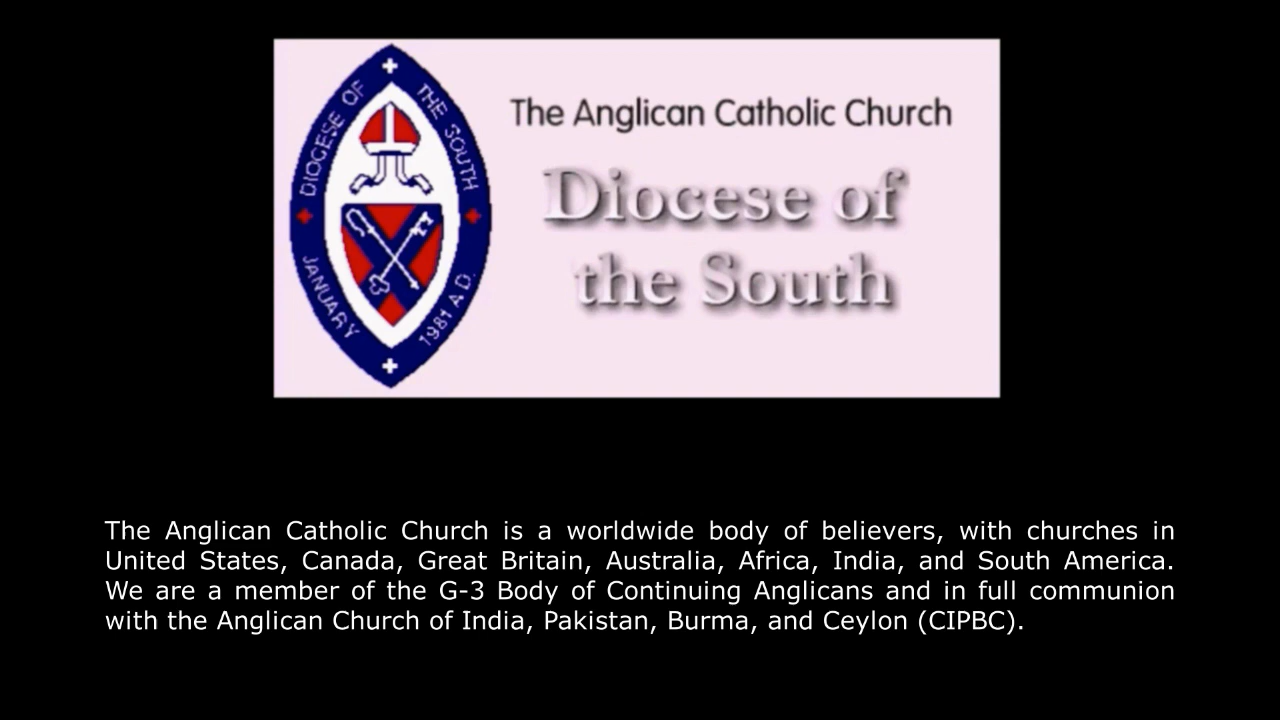 DIOCESE OF THE SOUTH
JANUARY 1981 A.D.
The Anglican Catholic Church
Diocese of
the South
The Anglican Catholic Church is a worldwide body of believers, with churches in
United States, Canada, Great Britain, Australia, Africa, India, and South America.
We are a member of the G-3 Body of Continuing Anglicans and in full communion
with the Anglican Church of India, Pakistan, Burma, and Ceylon (CIPBC).